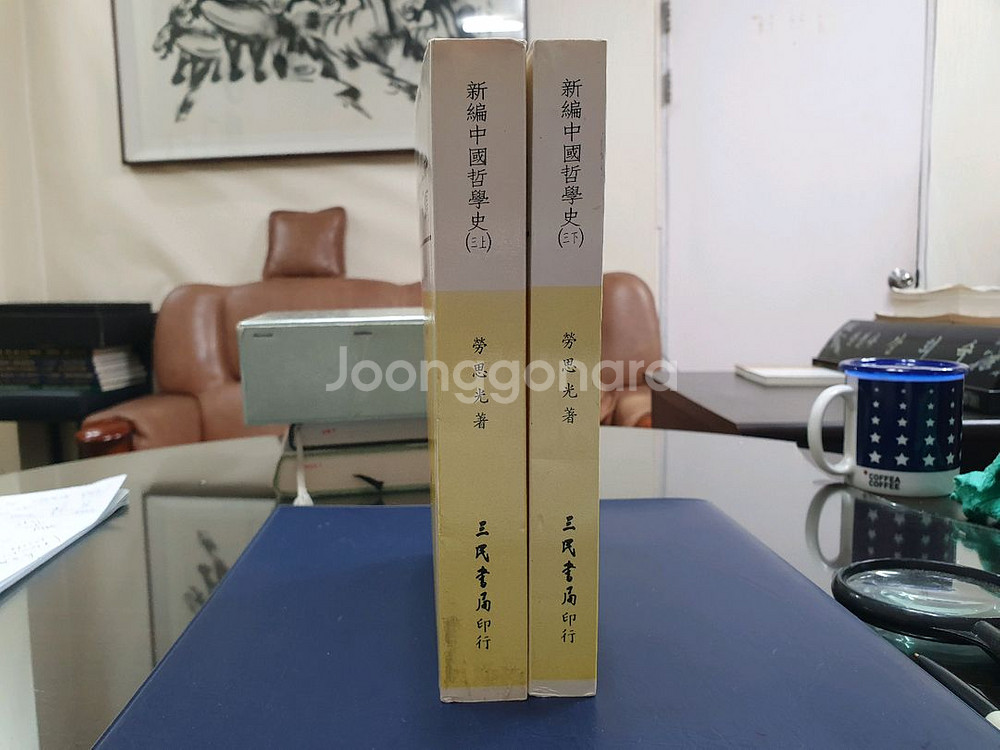 新編中國哲學史(三上)
勞思光著
三民書局印行
新編中國哲學史(三下)
勞思光著
三民書局印行
Joonggonara
COFFEA
COFFEE